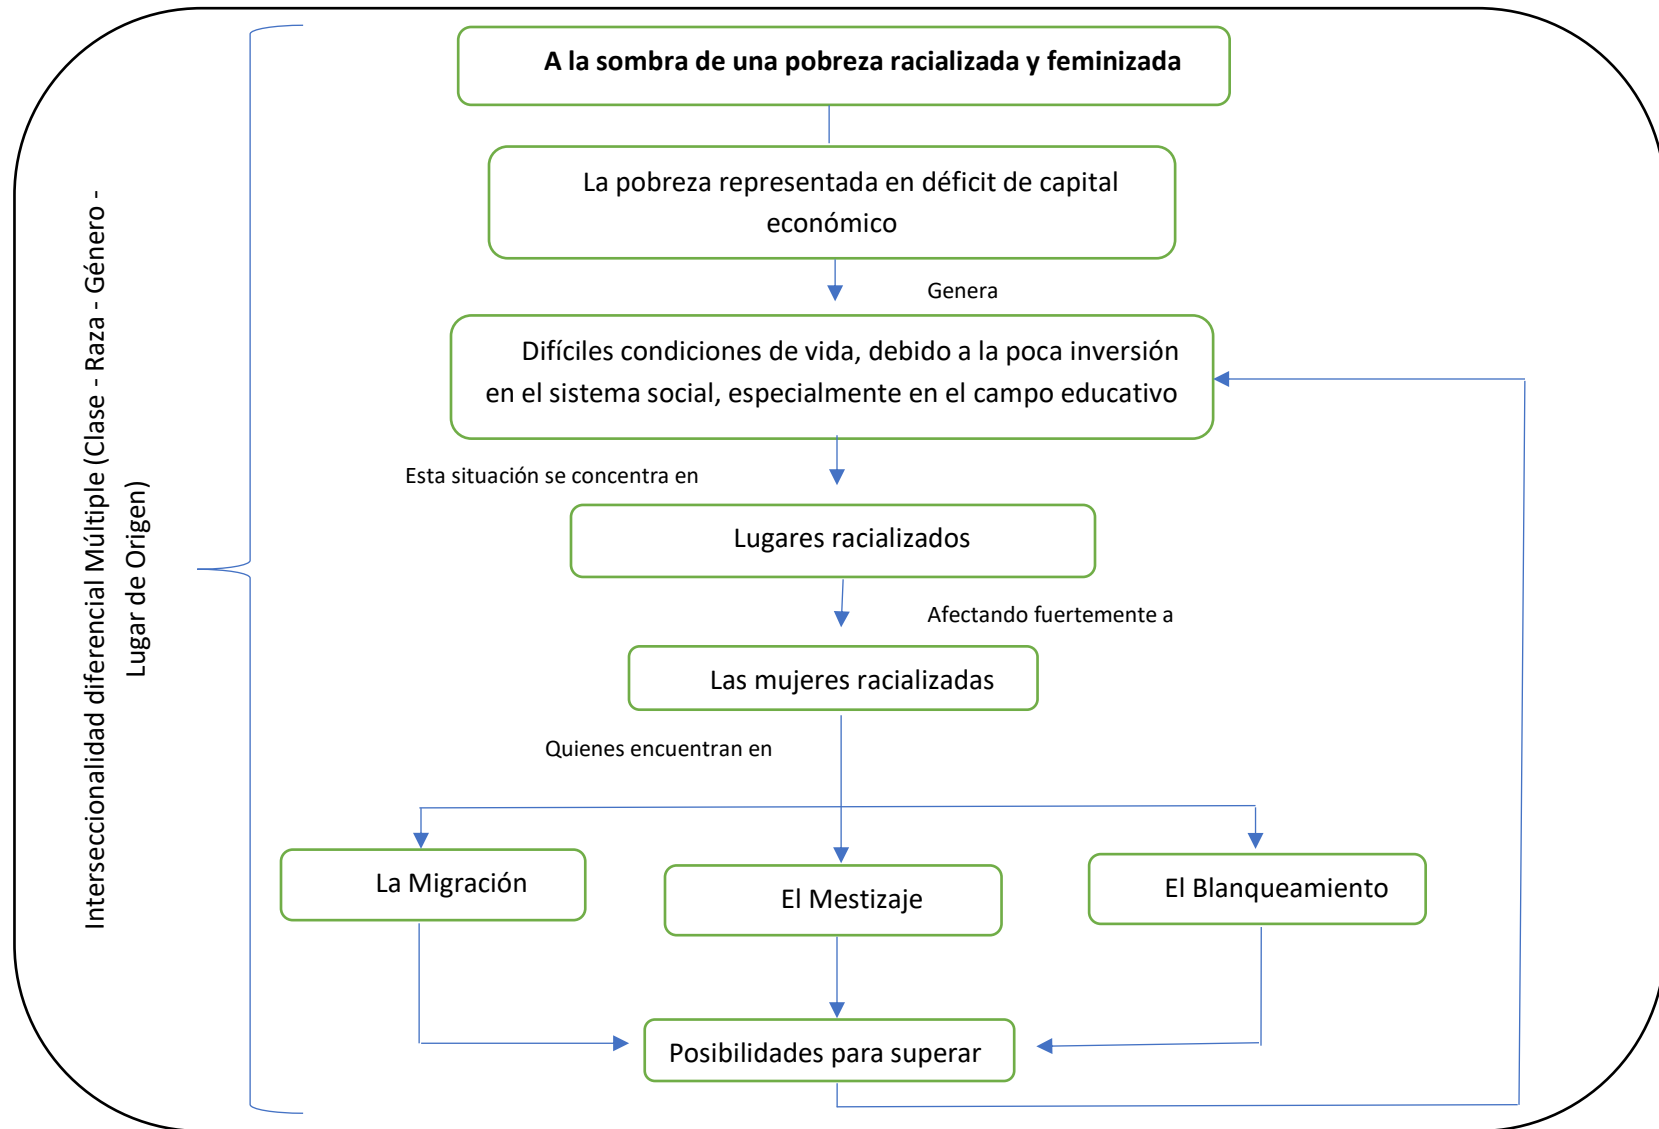 A la sombra de una pobreza racializada y feminizada
La pobreza representada en déficit de capital
económico
Genera
Difíciles condiciones de vida, debido a la poca inversión
en el sistema social, especialmente en el campo educativo
Esta situación se concentra en
Lugares racializados
Afectando fuertemente a
Las mujeres racializadas
Quienes encuentran en
La Migración
El Mestizaje
El Blanqueamiento
Posibilidades para superar
Interseccionalidad diferencial Múltiple (Clase - Raza - Género -
Lugar de Origen)